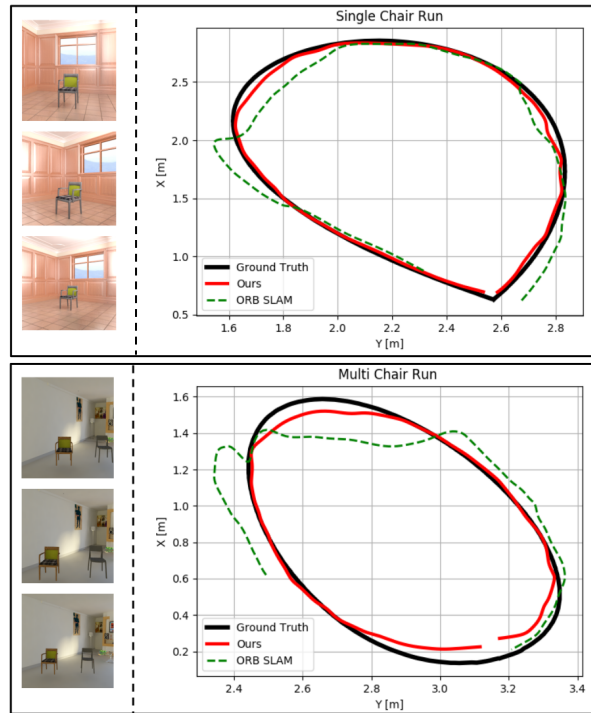 Single Chair Run
X [m]
2.5
2.0
1.5
1.0
0.5
Ground Truth
Ours
ORB SLAM
1.6 1.8 2.0 2.2 2.4 2.6 2.8
Y [m]
Multi Chair Run
X [m]
1.6
1.4
1.2
1.0
0.8
0.6
0.4
0.2
Ground Truth
Ours
ORB SLAM
2.4 2.6 2.8 3.0 3.2 3.4
Y [m]